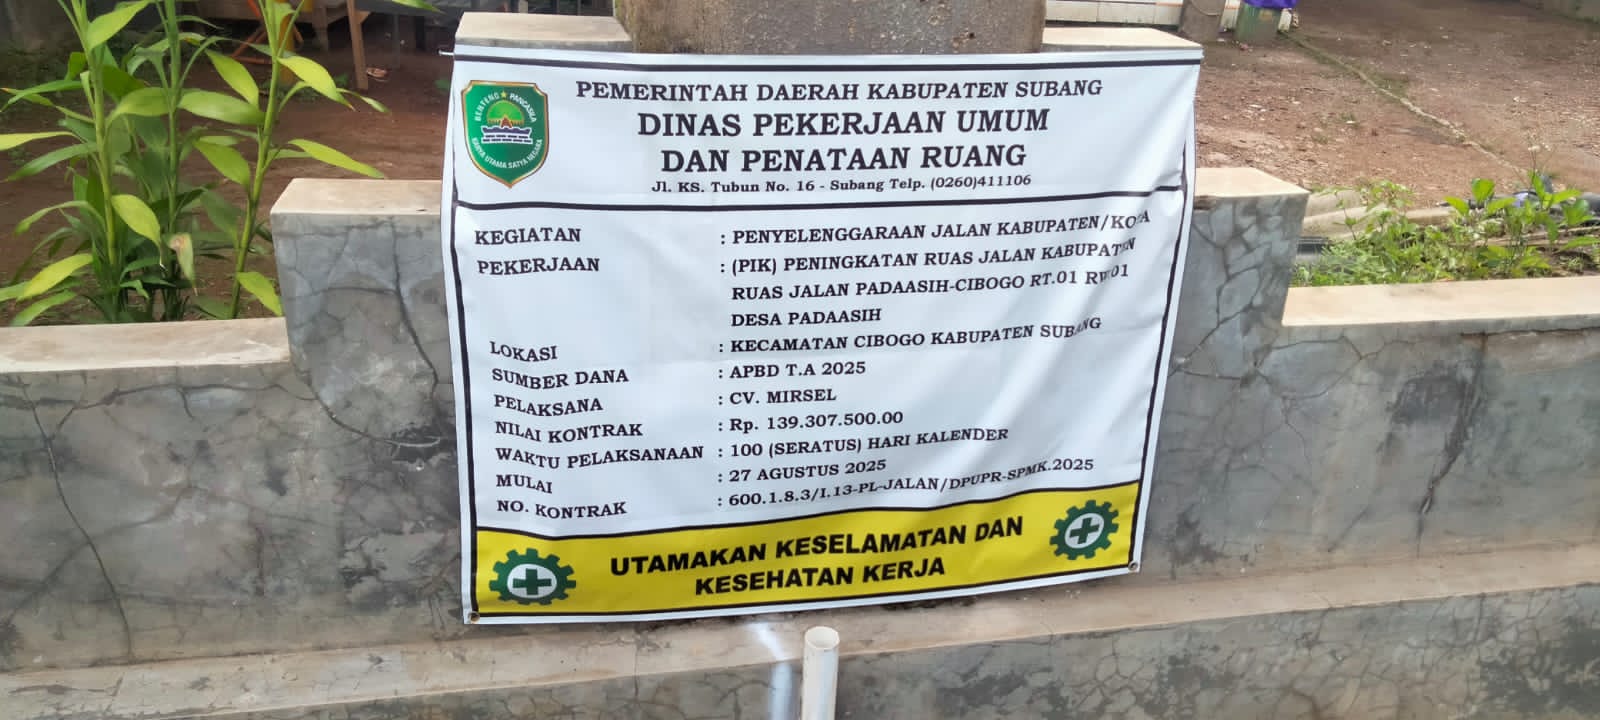 PEMERINTAH DAERAH KABUPATEN SUBANG
DINAS PEKERJAAN UMUM
DAN PENATAAN RUANG
Jl. KS. Tubun No. 16 - Subang Telp. (0260)411106
BENTENG PANCASILA
KARYA UTAMA SATYA NEGARA
KEGIATAN : PENYELENGGARAAN JALAN KABUPATEN/KOTA
PEKERJAAN : (PIK) PENINGKATAN RUAS JALAN KABUPATEN
RUAS JALAN PADAASIH-CIBOGO RT.01 RW.01
DESA PADAASIH
LOKASI : KECAMATAN CIBOGO KABUPATEN SUBANG
SUMBER DANA : APBD T.A 2025
PELAKSANA : CV. MIRSEL
NILAI KONTRAK : Rp. 139.307.500.00
WAKTU PELAKSANAAN : 100 (SERATUS) HARI KALENDER
MULAI : 27 AGUSTUS 2025
NO. KONTRAK : 600.1.8.3/I.13-PL-JALAN/DPUPR-SPMK.2025
UTAMAKAN KESELAMATAN DAN
KESEHATAN KERJA